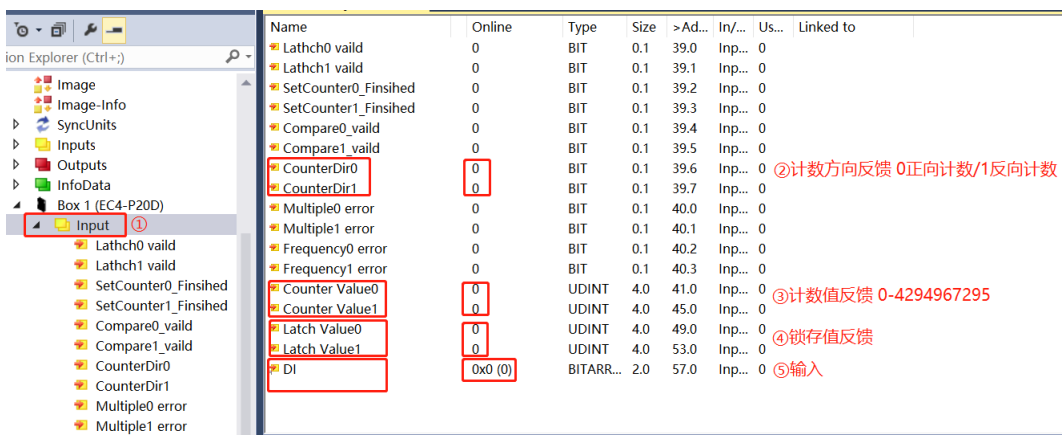 ion Explorer (Ctrl+;)
Image
Image-Info
SyncUnits
Inputs
Outputs
InfoData
Box 1 (EC4-P20D)
Input ①
Lathch0 vaild
Lathch1 vaild
SetCounter0_Finsihed
SetCounter1_Finsihed
Compare0_vaild
Compare1_vaild
CounterDir0
CounterDir1
Multiple0 error
Multiple1 error
Name Online Type Size >Ad... In/... Us... Linked to
Lathch0 vaild 0 BIT 0.1 39.0 Inp... 0
Lathch1 vaild 0 BIT 0.1 39.1 Inp... 0
SetCounter0_Finsihed 0 BIT 0.1 39.2 Inp... 0
SetCounter1_Finsihed 0 BIT 0.1 39.3 Inp... 0
Compare0_vaild 0 BIT 0.1 39.4 Inp... 0
Compare1_vaild 0 BIT 0.1 39.5 Inp... 0
CounterDir0 0 BIT 0.1 39.6 Inp... 0 ②计数方向反馈 0正向计数/1反向计数
CounterDir1 0 BIT 0.1 39.7 Inp... 0
Multiple0 error 0 BIT 0.1 40.0 Inp... 0
Multiple1 error 0 BIT 0.1 40.1 Inp... 0
Frequency0 error 0 BIT 0.1 40.2 Inp... 0
Frequency1 error 0 BIT 0.1 40.3 Inp... 0
Counter Value0 0 UDINT 4.0 41.0 Inp... 0 ③计数值反馈 0-4294967295
Counter Value1 0 UDINT 4.0 45.0 Inp... 0
Latch Value0 0 UDINT 4.0 49.0 Inp... 0 ④锁存值反馈
Latch Value1 0 UDINT 4.0 53.0 Inp... 0
DI 0x0 (0) BITARR... 2.0 57.0 Inp... 0 ⑤输入